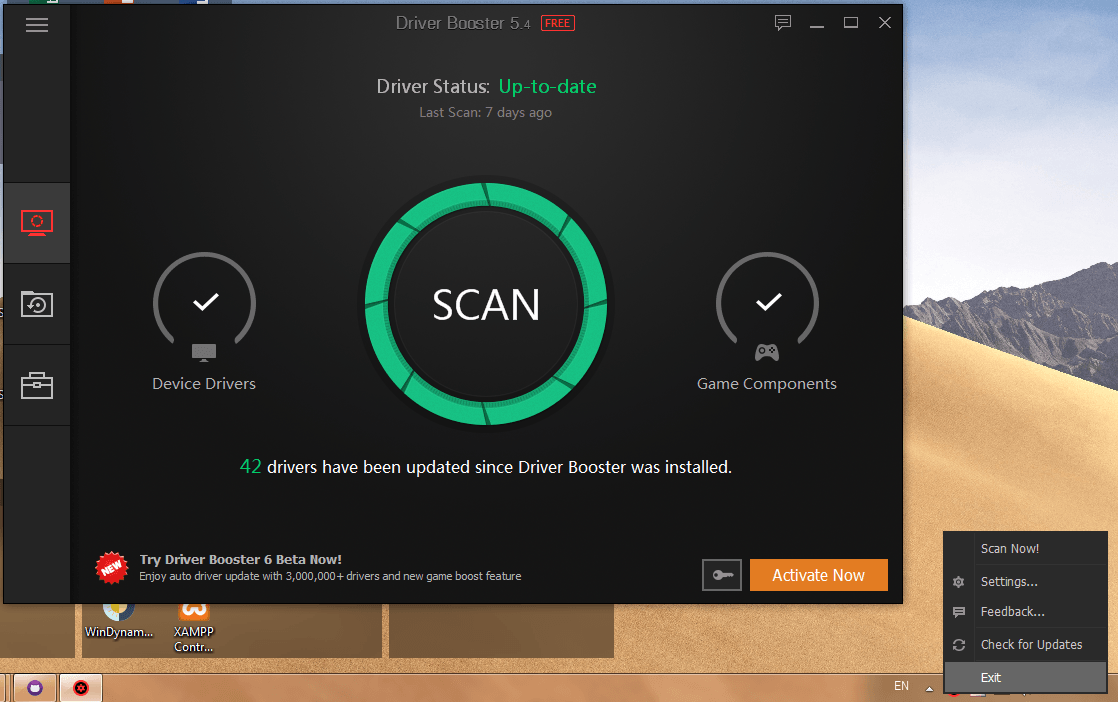 Driver Booster 5.4 FREE
Driver Status: Up-to-date
Last Scan: 7 days ago
SCAN
Device Drivers
Game Components
42 drivers have been updated since Driver Booster was installed.
NEW
Try Driver Booster 6 Beta Now!
Enjoy auto driver update with 3,000,000+ drivers and new game boost feature
Activate Now
Scan Now!
Settings...
Feedback...
Check for Updates
Exit
WinDynam...
XAMPP
Contr...
EN